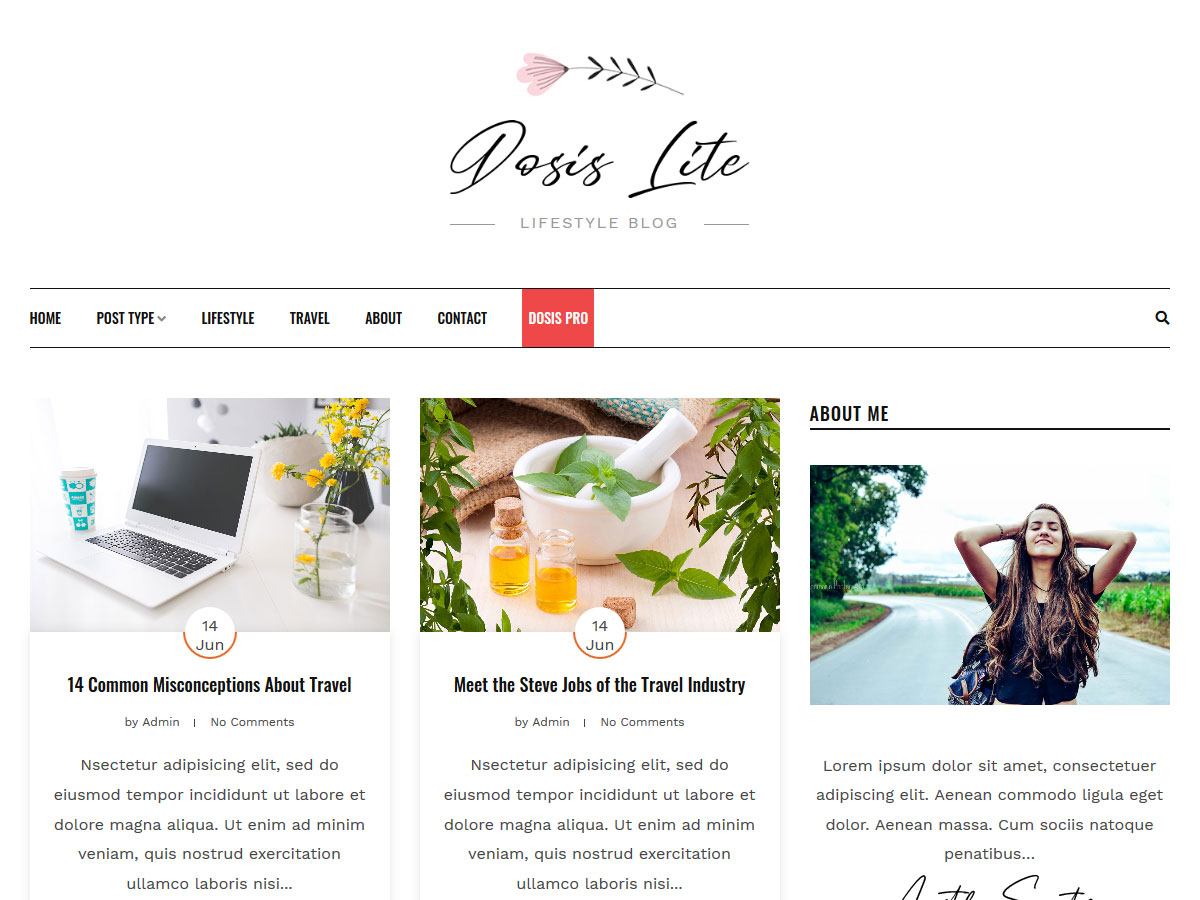 Dosis Lite
LIFESTYLE BLOG
HOME POST TYPE LIFESTYLE TRAVEL ABOUT CONTACT DOSIS PRO
14
Jun
14 Common Misconceptions About Travel
by Admin | No Comments
Nsectetur adipisicing elit, sed do
eiusmod tempor incididunt ut labore et
dolore magna aliqua. Ut enim ad minim
veniam, quis nostrud exercitation
ullamco laboris nisi...
14
Jun
Meet the Steve Jobs of the Travel Industry
by Admin | No Comments
Nsectetur adipisicing elit, sed do
eiusmod tempor incididunt ut labore et
dolore magna aliqua. Ut enim ad minim
veniam, quis nostrud exercitation
ullamco laboris nisi...
ABOUT ME
Lorem ipsum dolor sit amet, consectetuer
adipiscing elit. Aenean commodo ligula eget
dolor. Aenean massa. Cum sociis natoque
penatibus...